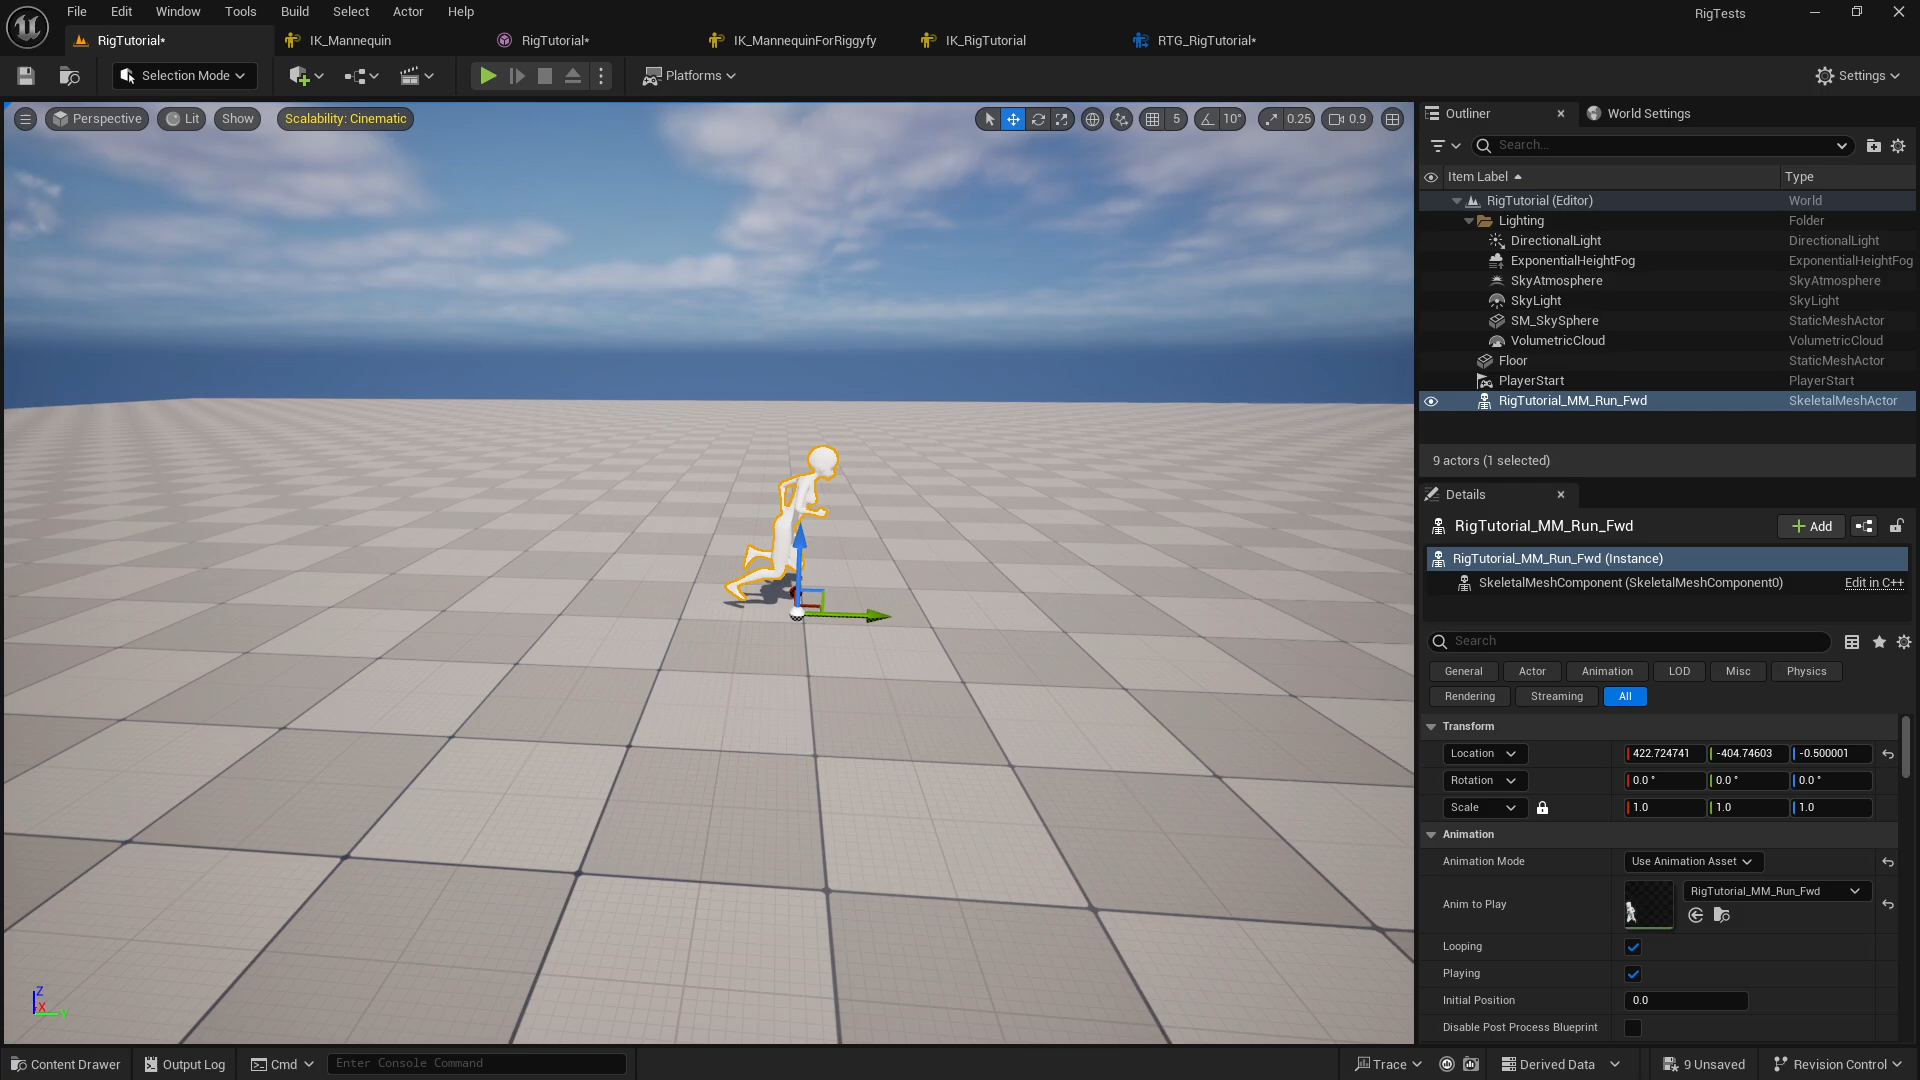 File Edit Window Tools Build Select Actor Help
RigTests
RigTutorial* IK_Mannequin RigTutorial* IK_MannequinForRiggyfy IK_RigTutorial RTG_RigTutorial*
Selection Mode Platforms Settings
Perspective Lit Show Scalability: Cinematic 5 10° 0.25 0.9
Outliner World Settings
Search...
Item Label Type
RigTutorial (Editor) World
Lighting Folder
DirectionalLight DirectionalLight
ExponentialHeightFog ExponentialHeightFog
SkyAtmosphere SkyAtmosphere
SkyLight SkyLight
SM_SkySphere StaticMeshActor
VolumetricCloud VolumetricCloud
Floor StaticMeshActor
PlayerStart PlayerStart
RigTutorial_MM_Run_Fwd SkeletalMeshActor
9 actors (1 selected)
Details
RigTutorial_MM_Run_Fwd Add
RigTutorial_MM_Run_Fwd (Instance)
SkeletalMeshComponent (SkeletalMeshComponent0) Edit in C++
Search
General Actor Animation LOD Misc Physics
Rendering Streaming All
Transform
Location 422.724741 -404.74603 -0.500001
Rotation 0.0 ° 0.0 ° 0.0 °
Scale 1.0 1.0 1.0
Animation
Animation Mode Use Animation Asset
Anim to Play RigTutorial_MM_Run_Fwd
Looping
Playing
Initial Position 0.0
Disable Post Process Blueprint
Z
X
Y
Content Drawer Output Log Cmd Enter Console Command Trace Derived Data 9 Unsaved Revision Control